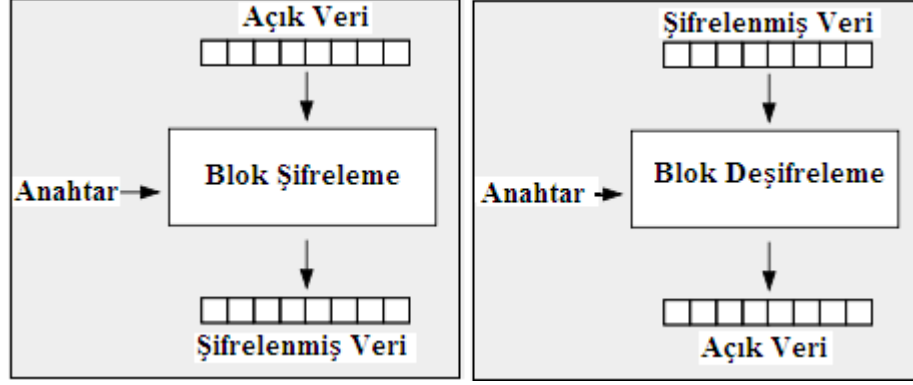 Açık Veri
Anahtar
Blok Şifreleme
Şifrelenmiş Veri
Şifrelenmiş Veri
Anahtar
Blok Deşifreleme
Açık Veri